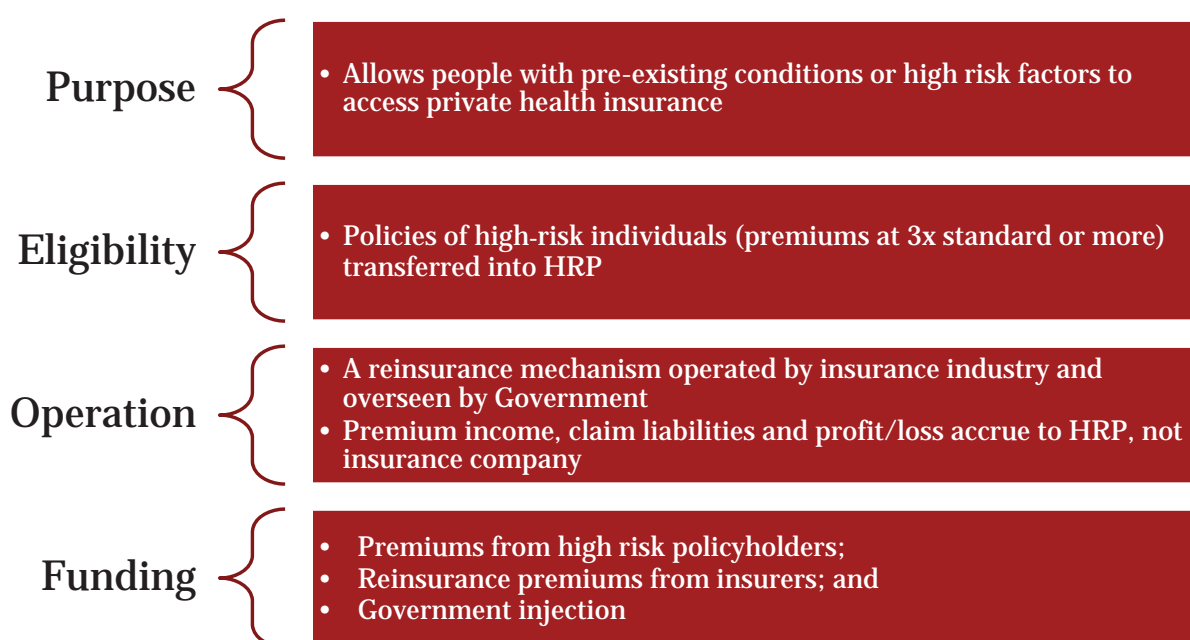 Purpose
• Allows people with pre-existing conditions or high risk factors to
access private health insurance
Eligibility
• Policies of high-risk individuals (premiums at 3x standard or more)
transferred into HRP
Operation
• A reinsurance mechanism operated by insurance industry and
overseen by Government
• Premium income, claim liabilities and profit/loss accrue to HRP, not
insurance company
Funding
• Premiums from high risk policyholders;
• Reinsurance premiums from insurers; and
• Government injection